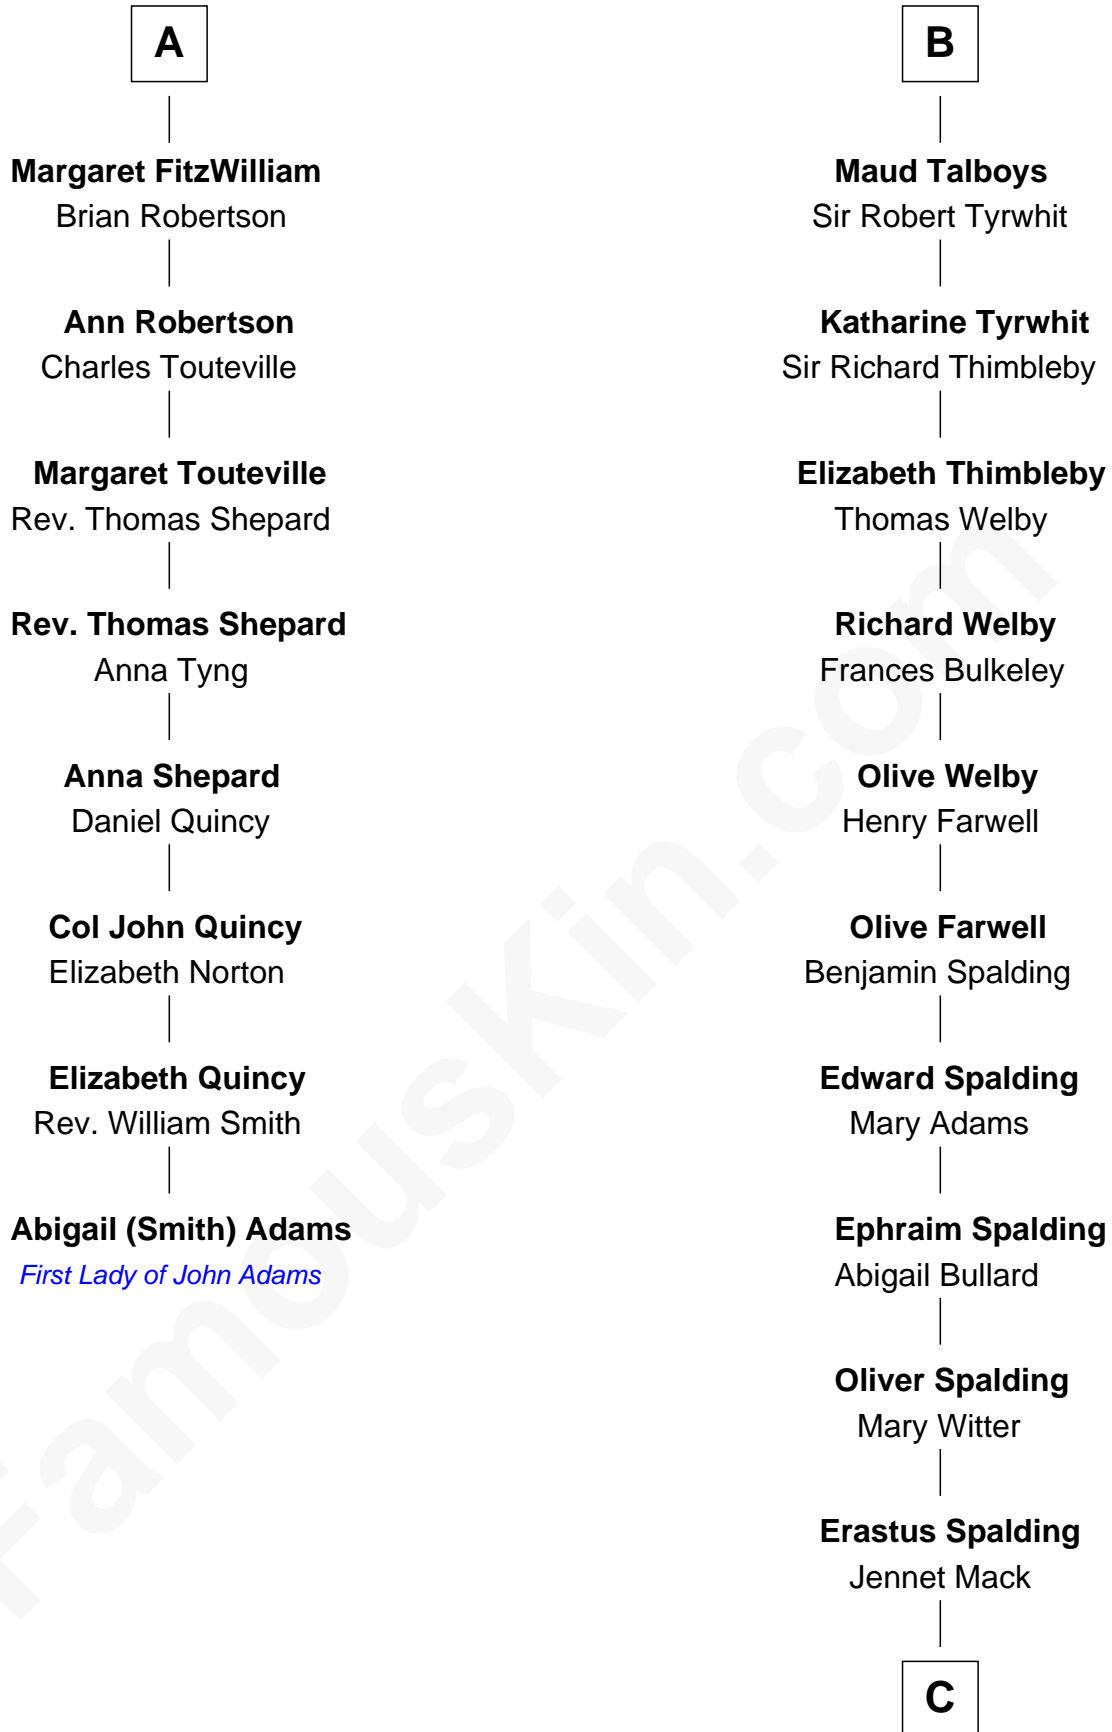 A
Margaret FitzWilliam
Brian Robertson
Ann Robertson
Charles Touteville
Margaret Touteville
Rev. Thomas Shepard
Rev. Thomas Shepard
Anna Tyng
Anna Shepard
Daniel Quincy
Col John Quincy
Elizabeth Norton
Elizabeth Quincy
Rev. William Smith
Abigail (Smith) Adams
First Lady of John Adams
B
Maud Talboys
Sir Robert Tyrwhit
Katharine Tyrwhit
Sir Richard Thimbleby
Elizabeth Thimbleby
Thomas Welby
Richard Welby
Frances Bulkeley
Olive Welby
Henry Farwell
Olive Farwell
Benjamin Spalding
Edward Spalding
Mary Adams
Ephraim Spalding
Abigail Bullard
Oliver Spalding
Mary Witter
Erastus Spalding
Jennet Mack
C
FamousKin.com